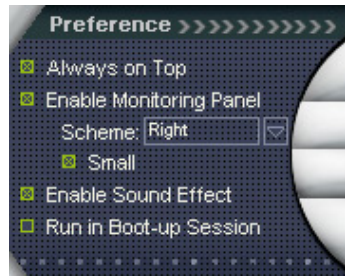 Preference >>>>>>>>>>>
Always on Top
Enable Monitoring Panel
Scheme: Right
Small
Enable Sound Effect
Run in Boot-up Session